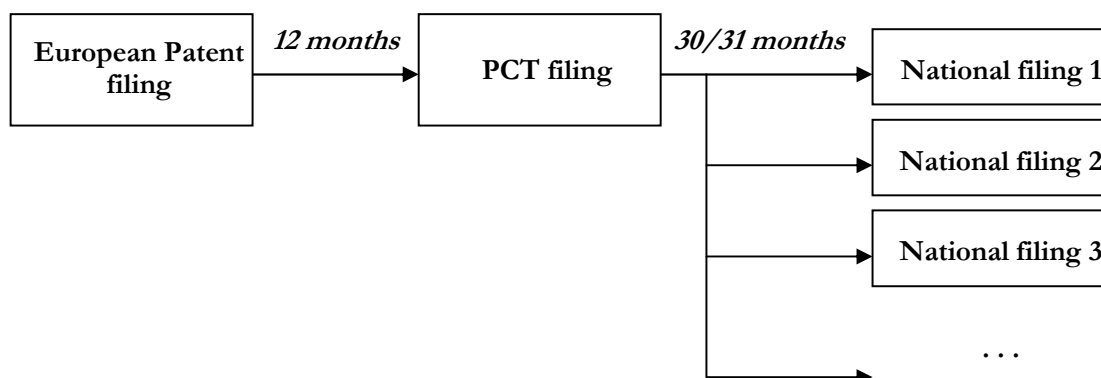 European Patent
filing
12 months
PCT filing
30/31 months
National filing 1
National filing 2
National filing 3
. . .